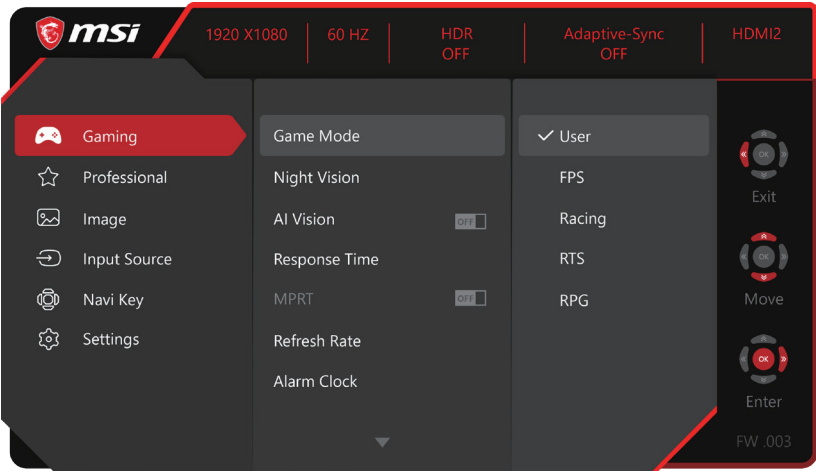 msi
1920 X1080
60 HZ
HDR
OFF
Adaptive-Sync
OFF
HDMI2
Gaming
Professional
Image
Input Source
Navi Key
Settings
Game Mode
Night Vision
AI Vision
OFF
Response Time
MPRT
OFF
Refresh Rate
Alarm Clock
User
FPS
Racing
RTS
RPG
OK
Exit
OK
Move
OK
Enter
FW .003